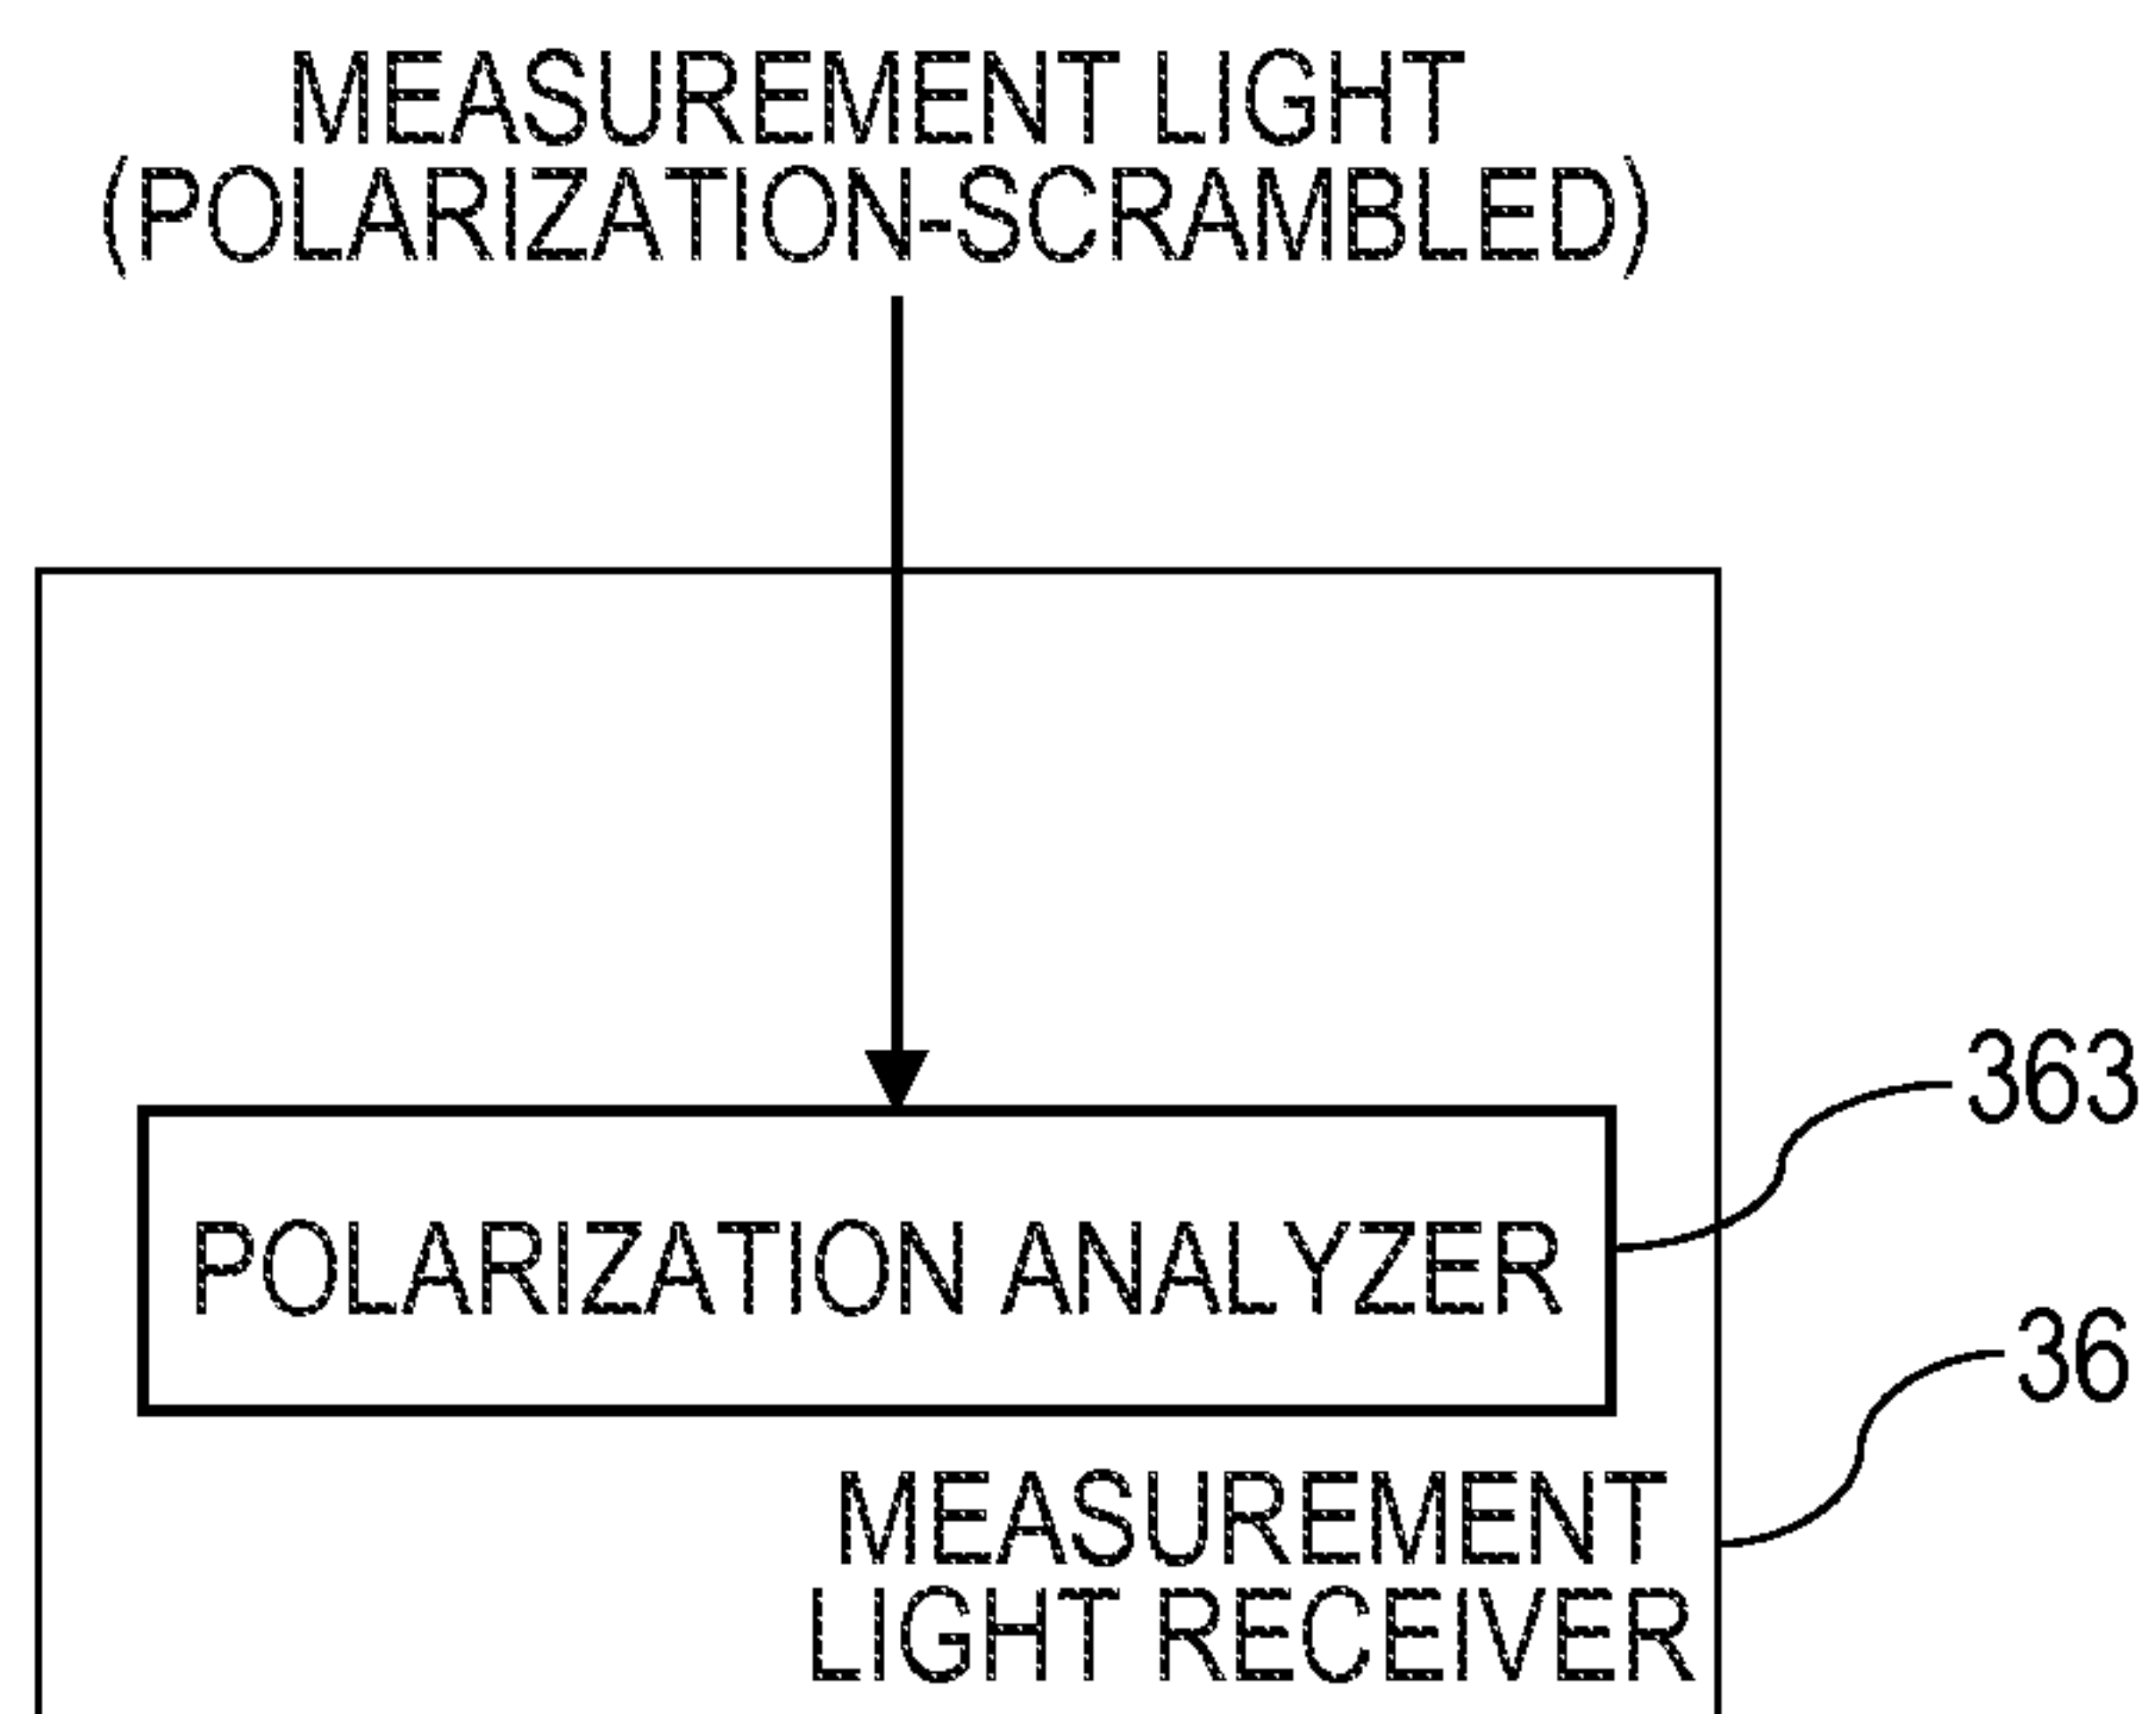 MEASUREMENT LIGHT
(POLARIZATION-SCRAMBLED)
363
POLARIZATION ANALYZER
36
MEASUREMENT
LIGHT RECEIVER